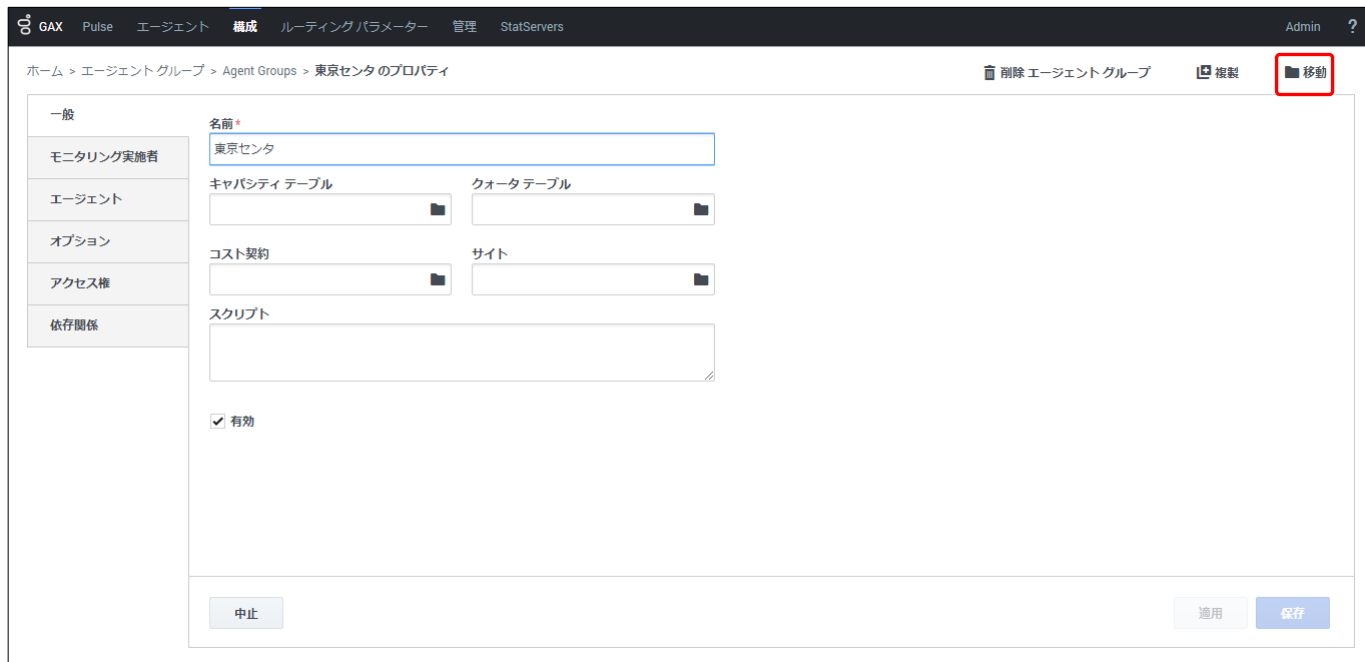 GAX Pulse エージェント 構成 ルーティング パラメーター 管理 StatServers Admin ?
ホーム > エージェント グループ > Agent Groups > 東京センタ のプロパティ 削除 エージェント グループ 複製 移動
一般
モニタリング実施者
エージェント
オプション
アクセス権
依存関係
名前*
東京センタ
キャパシティ テーブル クォータ テーブル
コスト契約 サイト
スクリプト
有効
中止 適用 保存